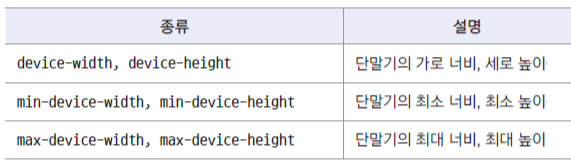 종류 설명
device-width, device-height 단말기의 가로 너비, 세로 높이
min-device-width, min-device-height 단말기의 최소 너비, 최소 높이
max-device-width, max-device-height 단말기의 최대 너비, 최대 높이